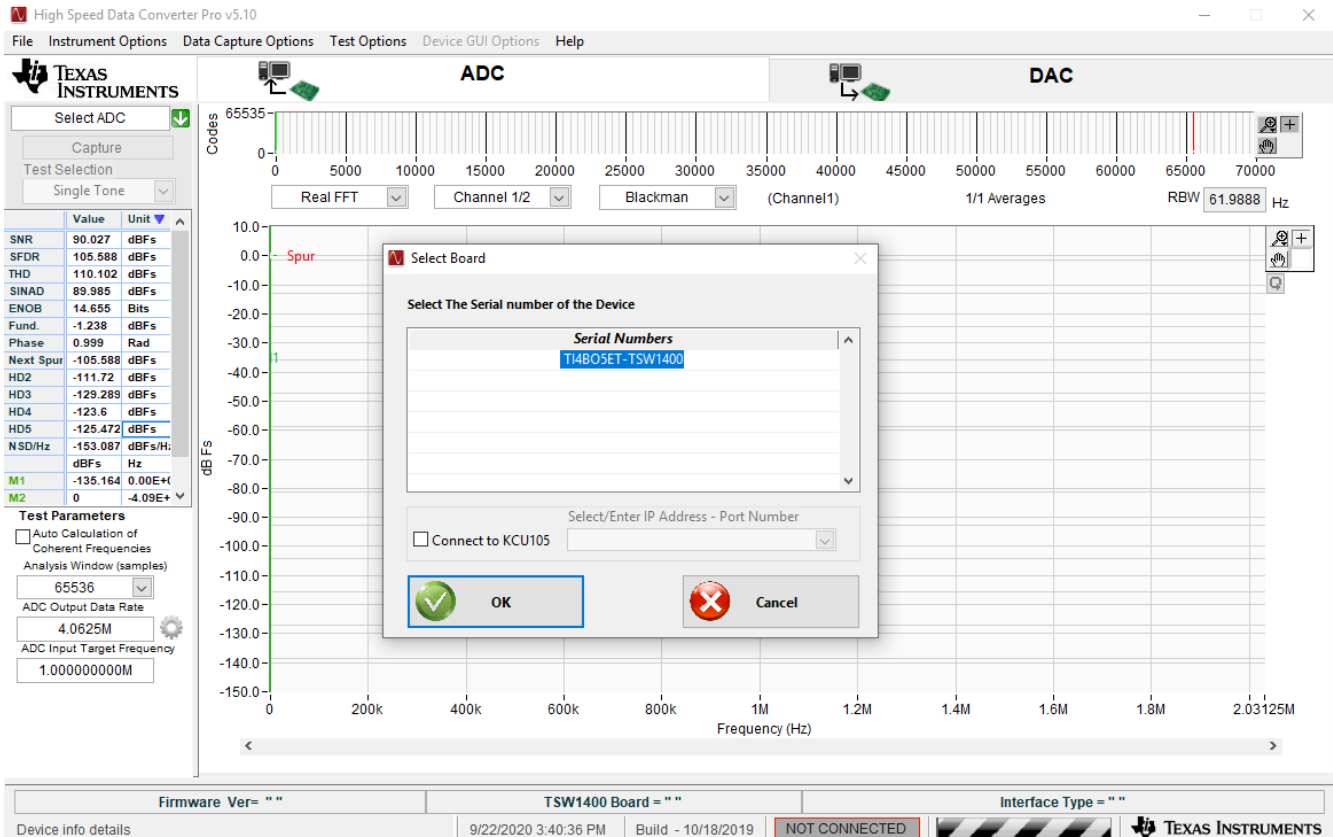 High Speed Data Converter Pro v5.10
File Instrument Options Data Capture Options Test Options Device GUI Options Help
TEXAS INSTRUMENTS
ADC
DAC
Select ADC
Capture
Test Selection
Single Tone
Codes
65535
0
0 5000 10000 15000 20000 25000 30000 35000 40000 45000 50000 55000 60000 65000 70000
Real FFT Channel 1/2 Blackman (Channel1) 1/1 Averages RBW 61.9888 Hz
Value Unit
SNR 90.027 dBFs
SFDR 105.588 dBFs
THD 110.102 dBFs
SINAD 89.985 dBFs
ENOB 14.655 Bits
Fund. -1.238 dBFs
Phase 0.999 Rad
Next Spur -105.588 dBFs
HD2 -111.72 dBFs
HD3 -129.289 dBFs
HD4 -123.6 dBFs
HD5 -125.472 dBFs
NSD/Hz -153.087 dBFs/Hz
dBFs Hz
M1 -135.164 0.00E+0
M2 0 -4.09E+
Test Parameters
Auto Calculation of
Coherent Frequencies
Analysis Window (samples)
65536
ADC Output Data Rate
4.0625M
ADC Input Target Frequency
1.000000000M
dB Fs
10.0
0.0
-10.0
-20.0
-30.0
-40.0
-50.0
-60.0
-70.0
-80.0
-90.0
-100.0
-110.0
-120.0
-130.0
-140.0
-150.0
Spur
1
0 200k 400k 600k 800k 1M 1.2M 1.4M 1.6M 1.8M 2.03125M
Frequency (Hz)
Select Board
Select The Serial number of the Device
Serial Numbers
TI4BO5ET-TSW1400
Select/Enter IP Address - Port Number
Connect to KCU105
OK
Cancel
Firmware Ver= " "
TSW1400 Board = " "
Interface Type = " "
Device info details
9/22/2020 3:40:36 PM
Build - 10/18/2019
NOT CONNECTED
TEXAS INSTRUMENTS